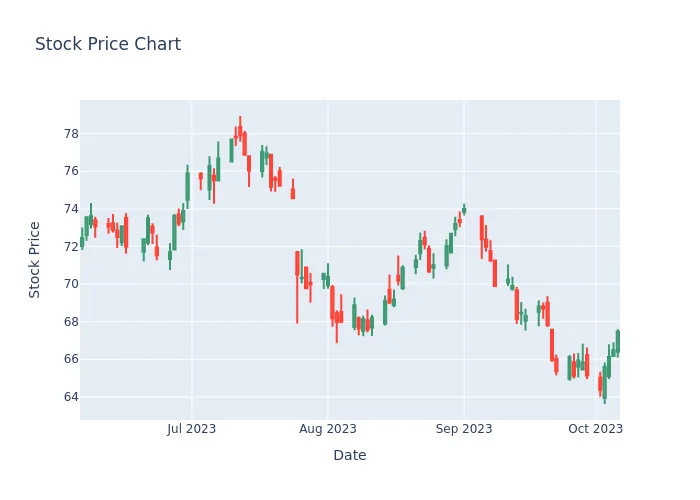 Stock Price Chart
Stock Price
78
76
74
72
70
68
66
64
Jul 2023
Aug 2023
Sep 2023
Oct 2023
Date